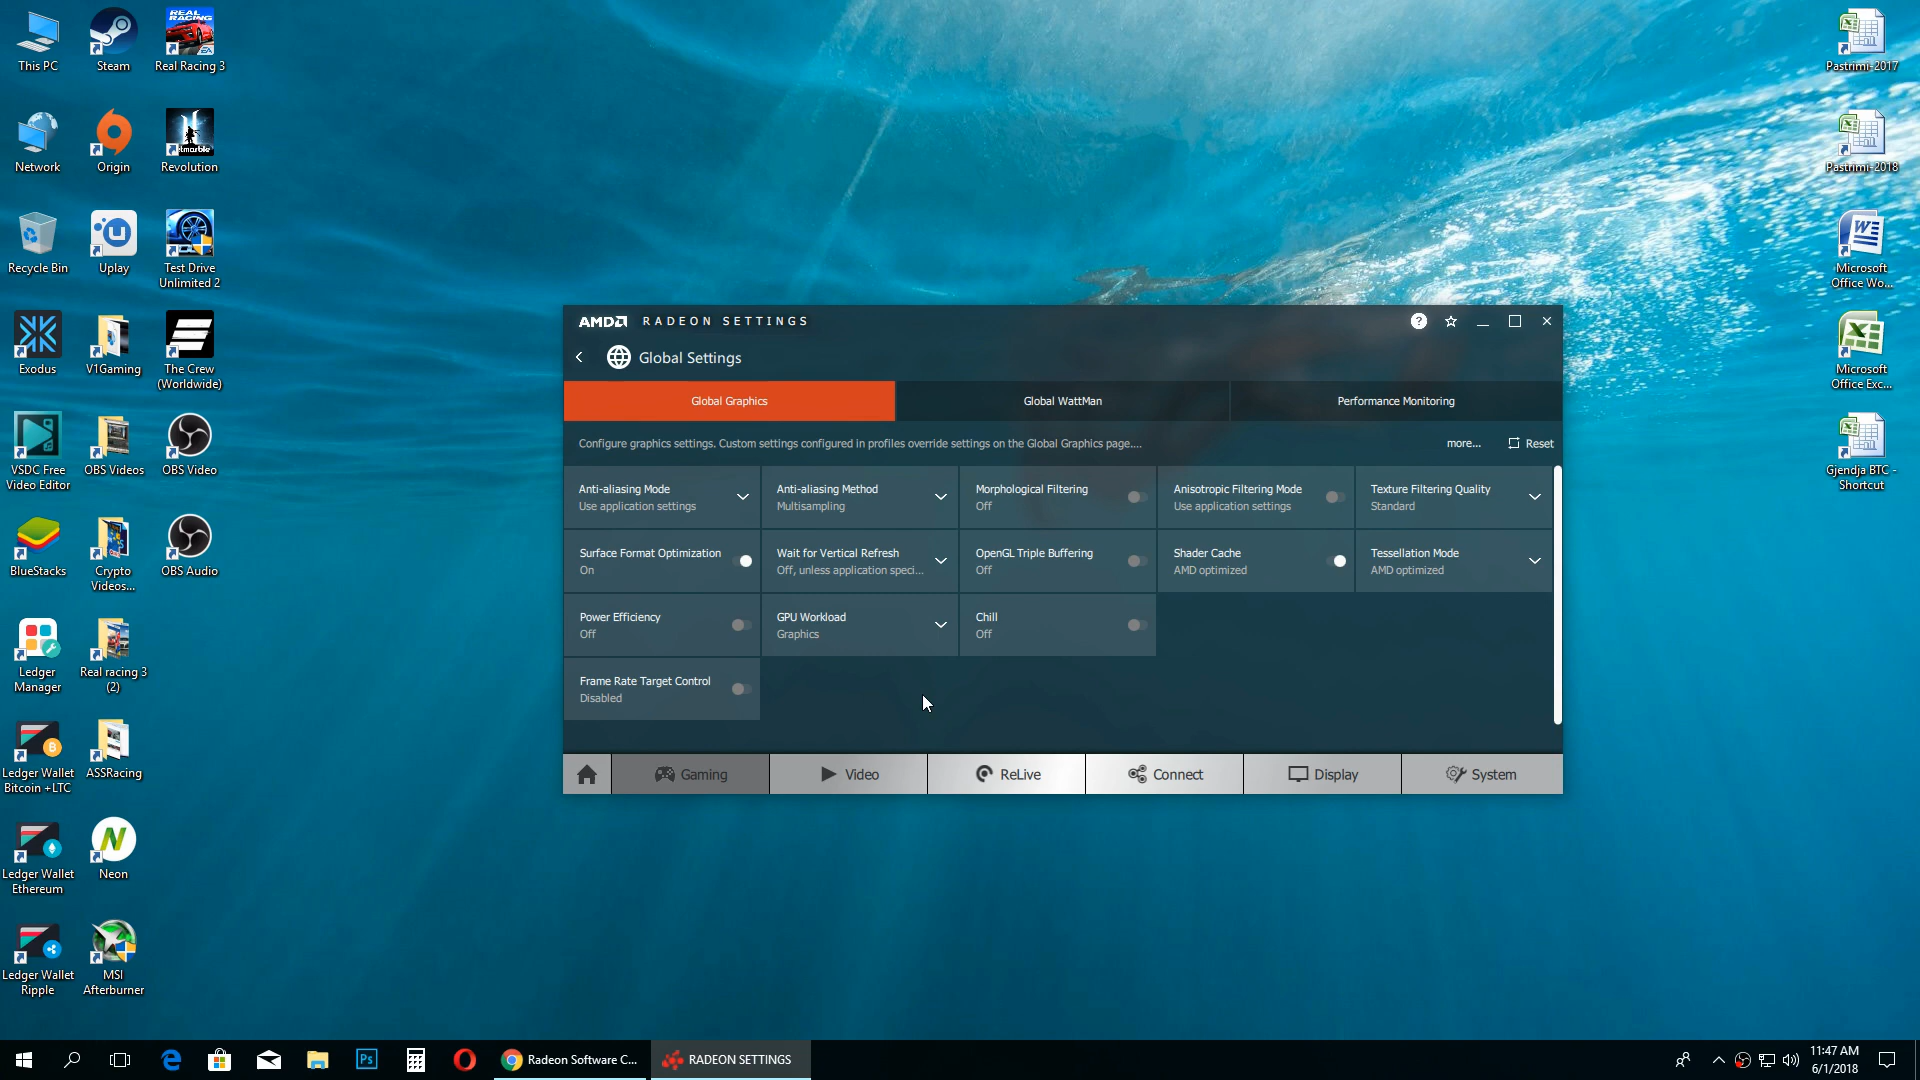 This PC
Steam
REAL RACING
Real Racing 3
Network
Origin
Revolution
Recycle Bin
Uplay
Test Drive
Unlimited 2
Exodus
V1Gaming
The Crew
(Worldwide)
VSDC Free
Video Editor
OBS Videos
OBS Video
BlueStacks
Crypto
Videos...
OBS Audio
Ledger
Manager
Real racing 3
(2)
Ledger Wallet
Bitcoin +LTC
ASSRacing
Ledger Wallet
Ethereum
Neon
Ledger Wallet
Ripple
MSI
Afterburner
Pastrimi-2017
Pastrimi-2018
Microsoft
Office Wo...
Microsoft
Office Exc...
Gjendja BTC -
Shortcut
AMD RADEON SETTINGS
Global Settings
Global Graphics
Global WattMan
Performance Monitoring
Configure graphics settings. Custom settings configured in profiles override settings on the Global Graphics page....
more...
Reset
Anti-aliasing Mode
Use application settings
Anti-aliasing Method
Multisampling
Morphological Filtering
Off
Anisotropic Filtering Mode
Use application settings
Texture Filtering Quality
Standard
Surface Format Optimization
On
Wait for Vertical Refresh
Off, unless application speci...
OpenGL Triple Buffering
Off
Shader Cache
AMD optimized
Tessellation Mode
AMD optimized
Power Efficiency
Off
GPU Workload
Graphics
Chill
Off
Frame Rate Target Control
Disabled
Gaming
Video
ReLive
Connect
Display
System
Ps
Radeon Software C...
RADEON SETTINGS
11:47 AM
6/1/2018